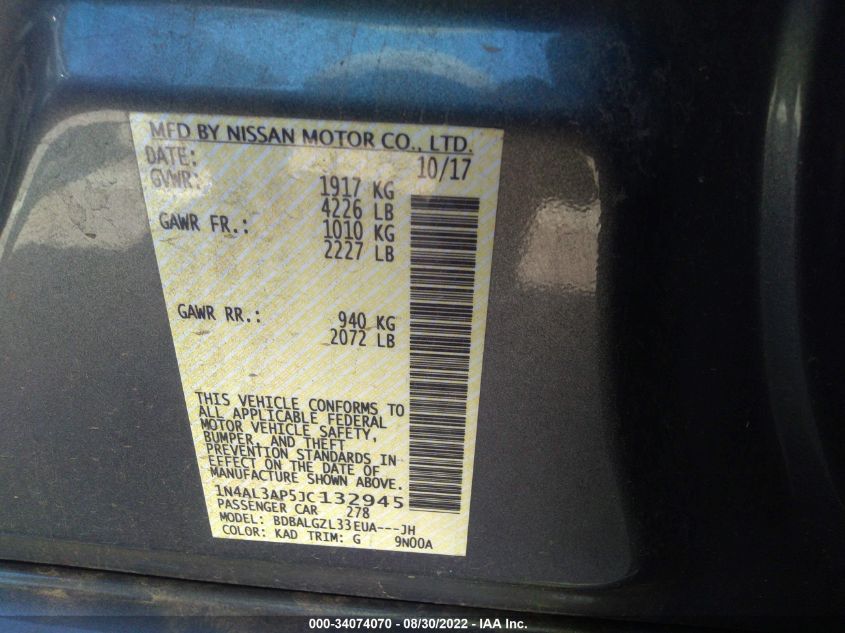 MFD BY NISSAN MOTOR CO., LTD.
DATE: 10/17
GVWR: 1917 KG
4226 LB
GAWR FR.: 1010 KG
2227 LB
GAWR RR.: 940 KG
2072 LB
THIS VEHICLE CONFORMS TO
ALL APPLICABLE FEDERAL
MOTOR VEHICLE SAFETY,
BUMPER, AND THEFT
PREVENTION STANDARDS IN
EFFECT ON THE DATE OF
MANUFACTURE SHOWN ABOVE.
1N4AL3AP5JC132945
PASSENGER CAR 278
MODEL: BDBALGZL33EUA---JH
COLOR: KAD TRIM: G 9N00A
000-34074070 - 08/30/2022 - IAA Inc.